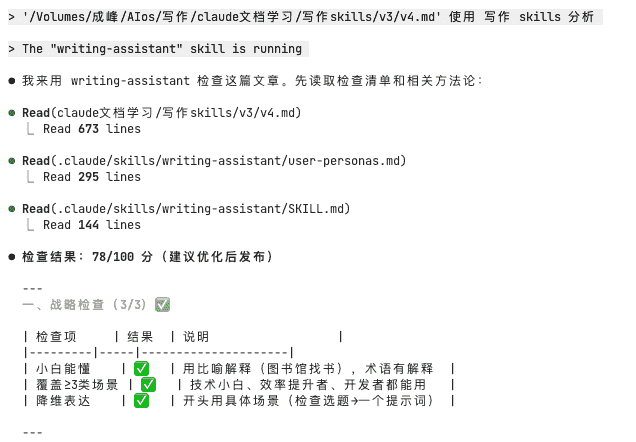 > '/Volumes/成峰/AIos/写作/claude文档学习/写作skills/v3/v4.md' 使用 写作 skills 分析
> The "writing-assistant" skill is running
● 我来用 writing-assistant 检查这篇文章。先读取检查清单和相关方法论：
● Read(claude文档学习/写作skills/v3/v4.md)
⎿ Read 673 lines
● Read(.claude/skills/writing-assistant/user-personas.md)
⎿ Read 295 lines
● Read(.claude/skills/writing-assistant/SKILL.md)
⎿ Read 144 lines
● 检查结果：78/100 分（建议优化后发布）
---
一、战略检查（3/3）✅
| 检查项 | 结果 | 说明 |
|---------|-----|--------------------|
| 小白能懂 | ✅ | 用比喻解释（图书馆找书），术语有解释 |
| 覆盖≥3类场景 | ✅ | 技术小白、效率提升者、开发者都能用 |
| 降维表达 | ✅ | 开头用具体场景（检查选题→一个提示词） |
---